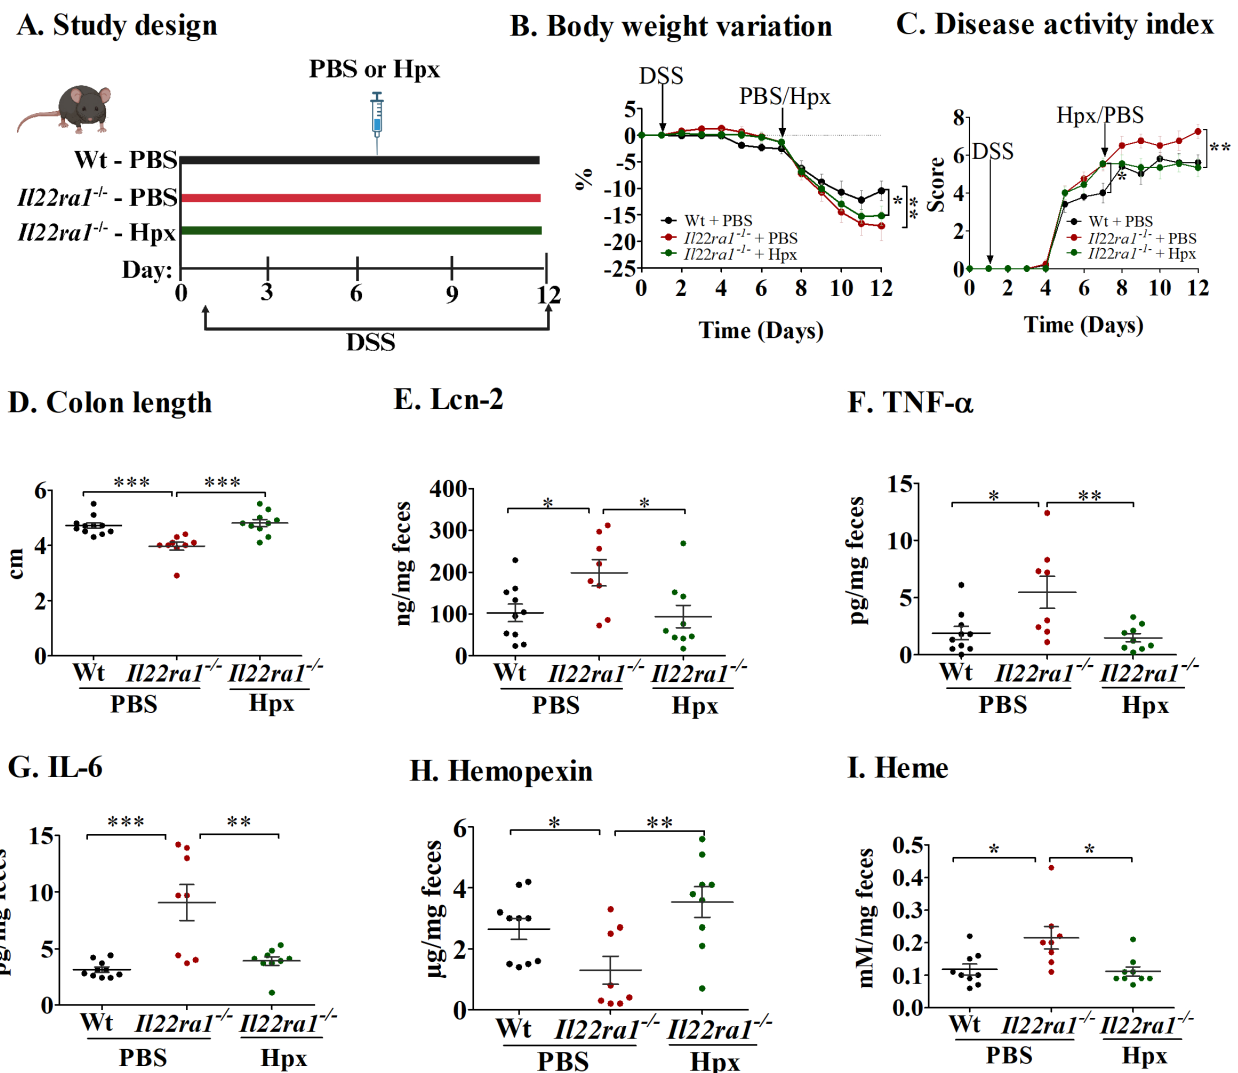 A. Study design
PBS or Hpx
Wt - PBS
Il22ra1-/- - PBS
Il22ra1-/- - Hpx
Day:
0 3 6 9 12
DSS
B. Body weight variation
DSS
PBS/Hpx
5
0
-5
-10
-15
-20
-25
%
Wt + PBS
Il22ra1-/- + PBS
Il22ra1-/- + Hpx
*
**
0 2 4 6 8 10 12
Time (Days)
C. Disease activity index
Hpx/PBS
DSS
8
6
4
2
0
Score
*
**
Wt + PBS
Il22ra1-/- + PBS
Il22ra1-/- + Hpx
0 2 4 6 8 10 12
Time (Days)
D. Colon length
*** ***
6
4
2
0
cm
Wt Il22ra1-/- Il22ra1-/-
PBS Hpx
E. Lcn-2
* *
400
300
200
100
0
ng/mg feces
Wt Il22ra1-/- Il22ra1-/-
PBS Hpx
F. TNF-α
* **
15
10
5
0
pg/mg feces
Wt Il22ra1-/- Il22ra1-/-
PBS Hpx
G. IL-6
*** **
15
10
5
0
pg/mg feces
Wt Il22ra1-/- Il22ra1-/-
PBS Hpx
H. Hemopexin
* **
6
4
2
0
µg/mg feces
Wt Il22ra1-/- Il22ra1-/-
PBS Hpx
I. Heme
* *
0.5
0.4
0.3
0.2
0.1
0.0
mM/mg feces
Wt Il22ra1-/- Il22ra1-/-
PBS Hpx